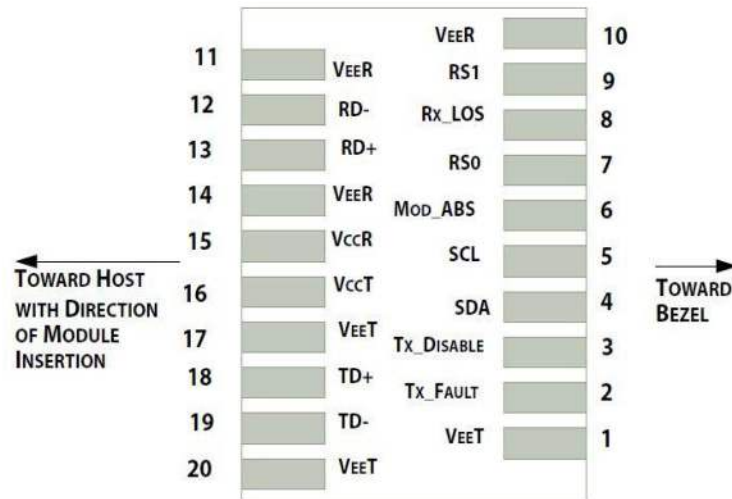 11 VEER
12 RD-
13 RD+
14 VEER
15 VCCR
16 VCCT
17 VEET
18 TD+
19 TD-
20 VEET
VEER 10
RS1 9
RX_LOS 8
RS0 7
MOD_ABS 6
SCL 5
SDA 4
TX_DISABLE 3
TX_FAULT 2
VEET 1
TOWARD HOST
WITH DIRECTION
OF MODULE
INSERTION
TOWARD
BEZEL